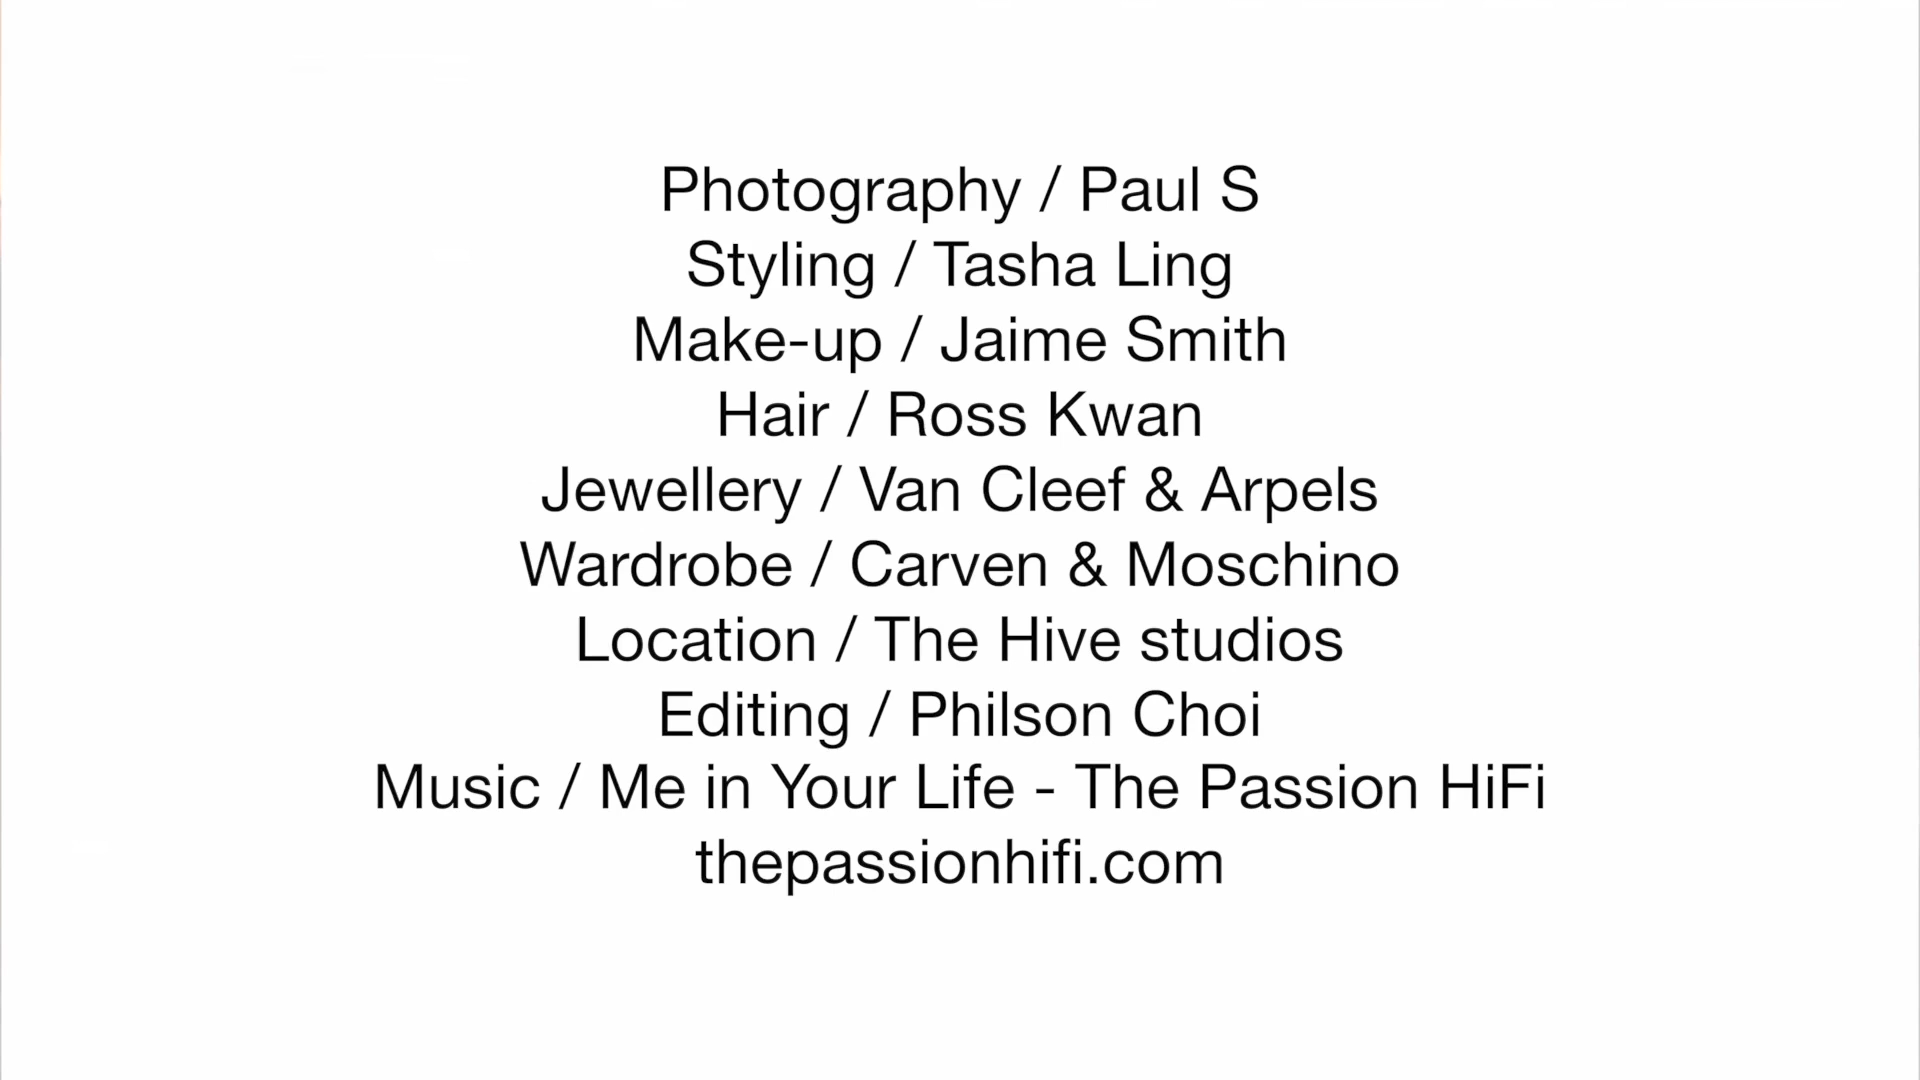 Photography / Paul S
Styling / Tasha Ling
Make-up / Jaime Smith
Hair / Ross Kwan
Jewellery / Van Cleef & Arpels
Wardrobe / Carven & Moschino
Location / The Hive studios
Editing / Philson Choi
Music / Me in Your Life - The Passion HiFi
thepassionhifi.com